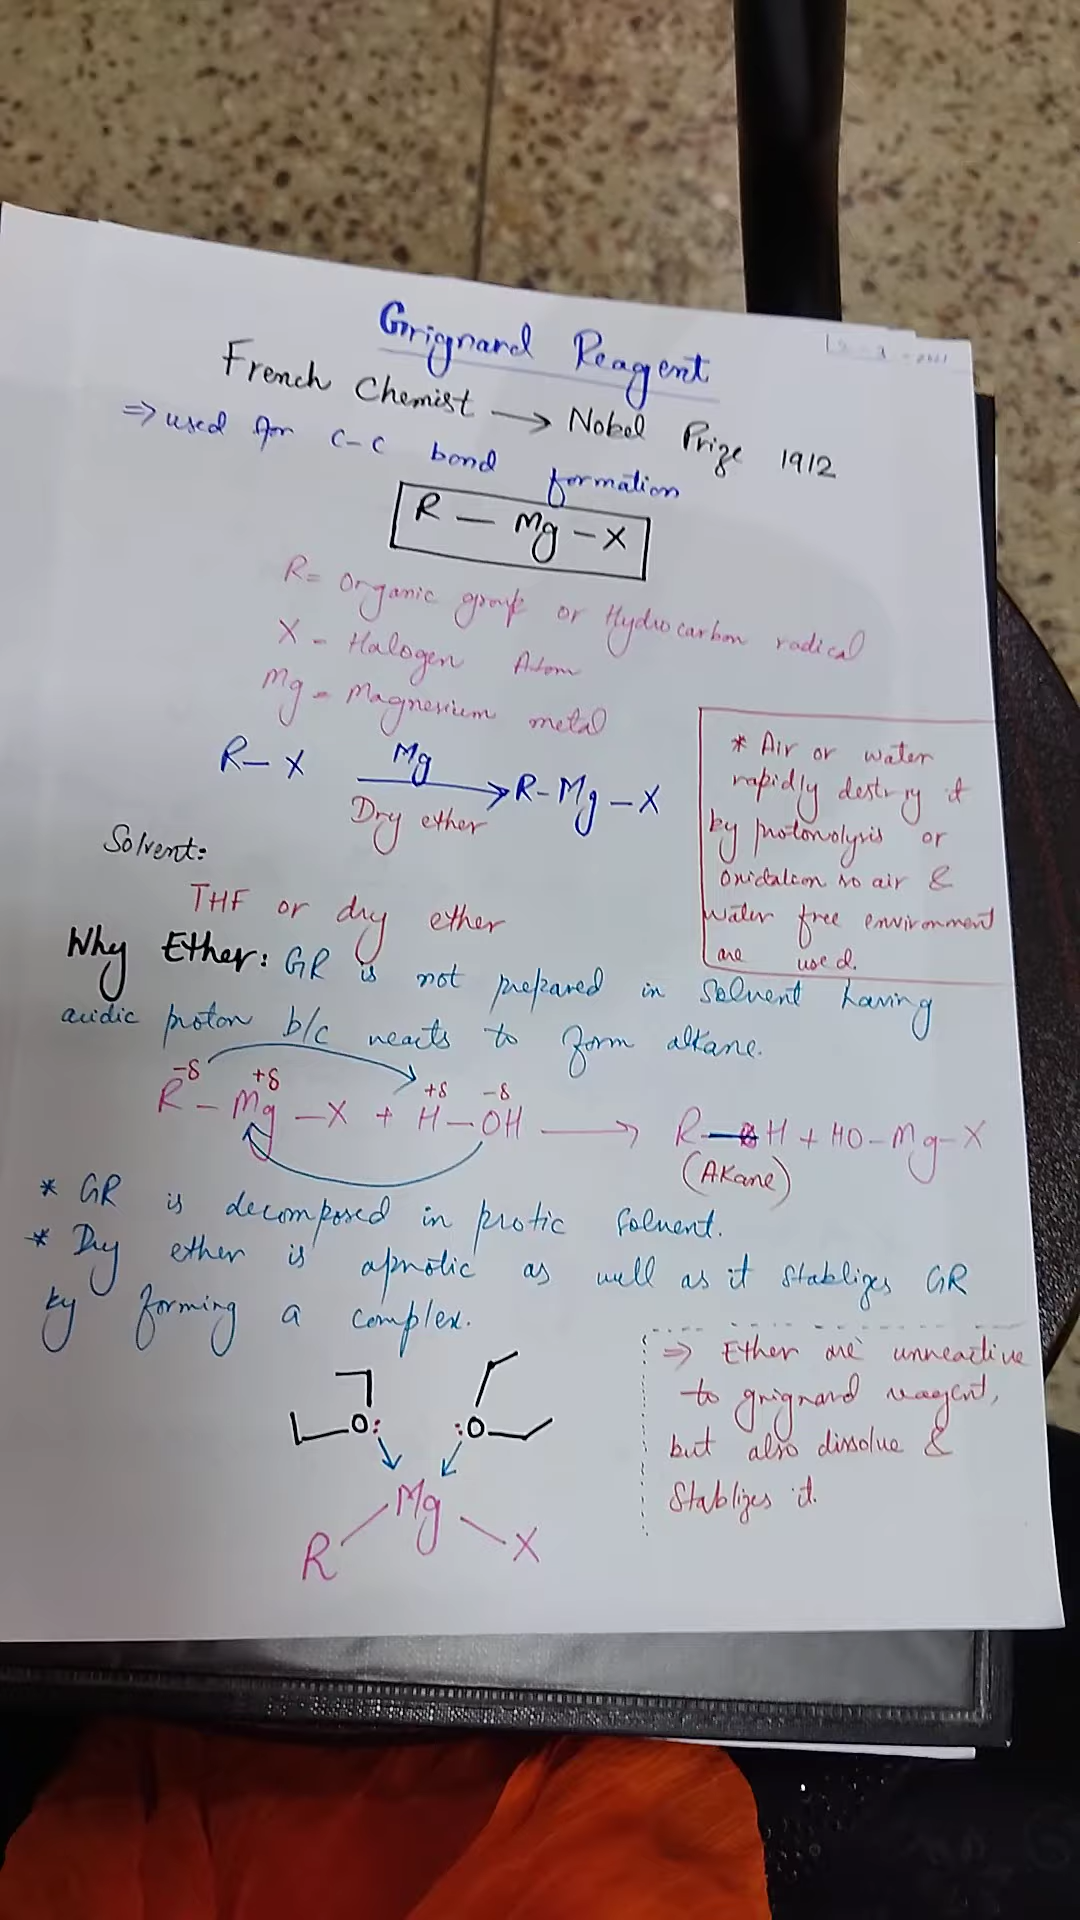 Grignard Reagent
French Chemist → Nobel Prize 1912
⇒ used for C-C bond formation
R — Mg — X
R = Organic group or Hydrocarbon radical
X - Halogen Atom
Mg - Magnesium metal
R — X Mg → R - Mg — X
Dry ether
* Air or water
rapidly destroy it
by protonolysis or
oxidation so air &
water free environment
are used.
Solvent:
THF or dry ether
Why Ether: GR is not prepared in solvent having
acidic proton b/c reacts to form alkane.
-δ +δ +δ -δ
R — Mg — X + H — OH → R — H + HO — Mg — X
(Akane)
* GR is decomposed in protic solvent.
* Dry ether is aprotic as well as it stablizes GR
by forming a complex.
O: :O
Mg
R X
⇒ Ether are unreactive
to grignard reagent,
but also dissolue &
Stablizes it.